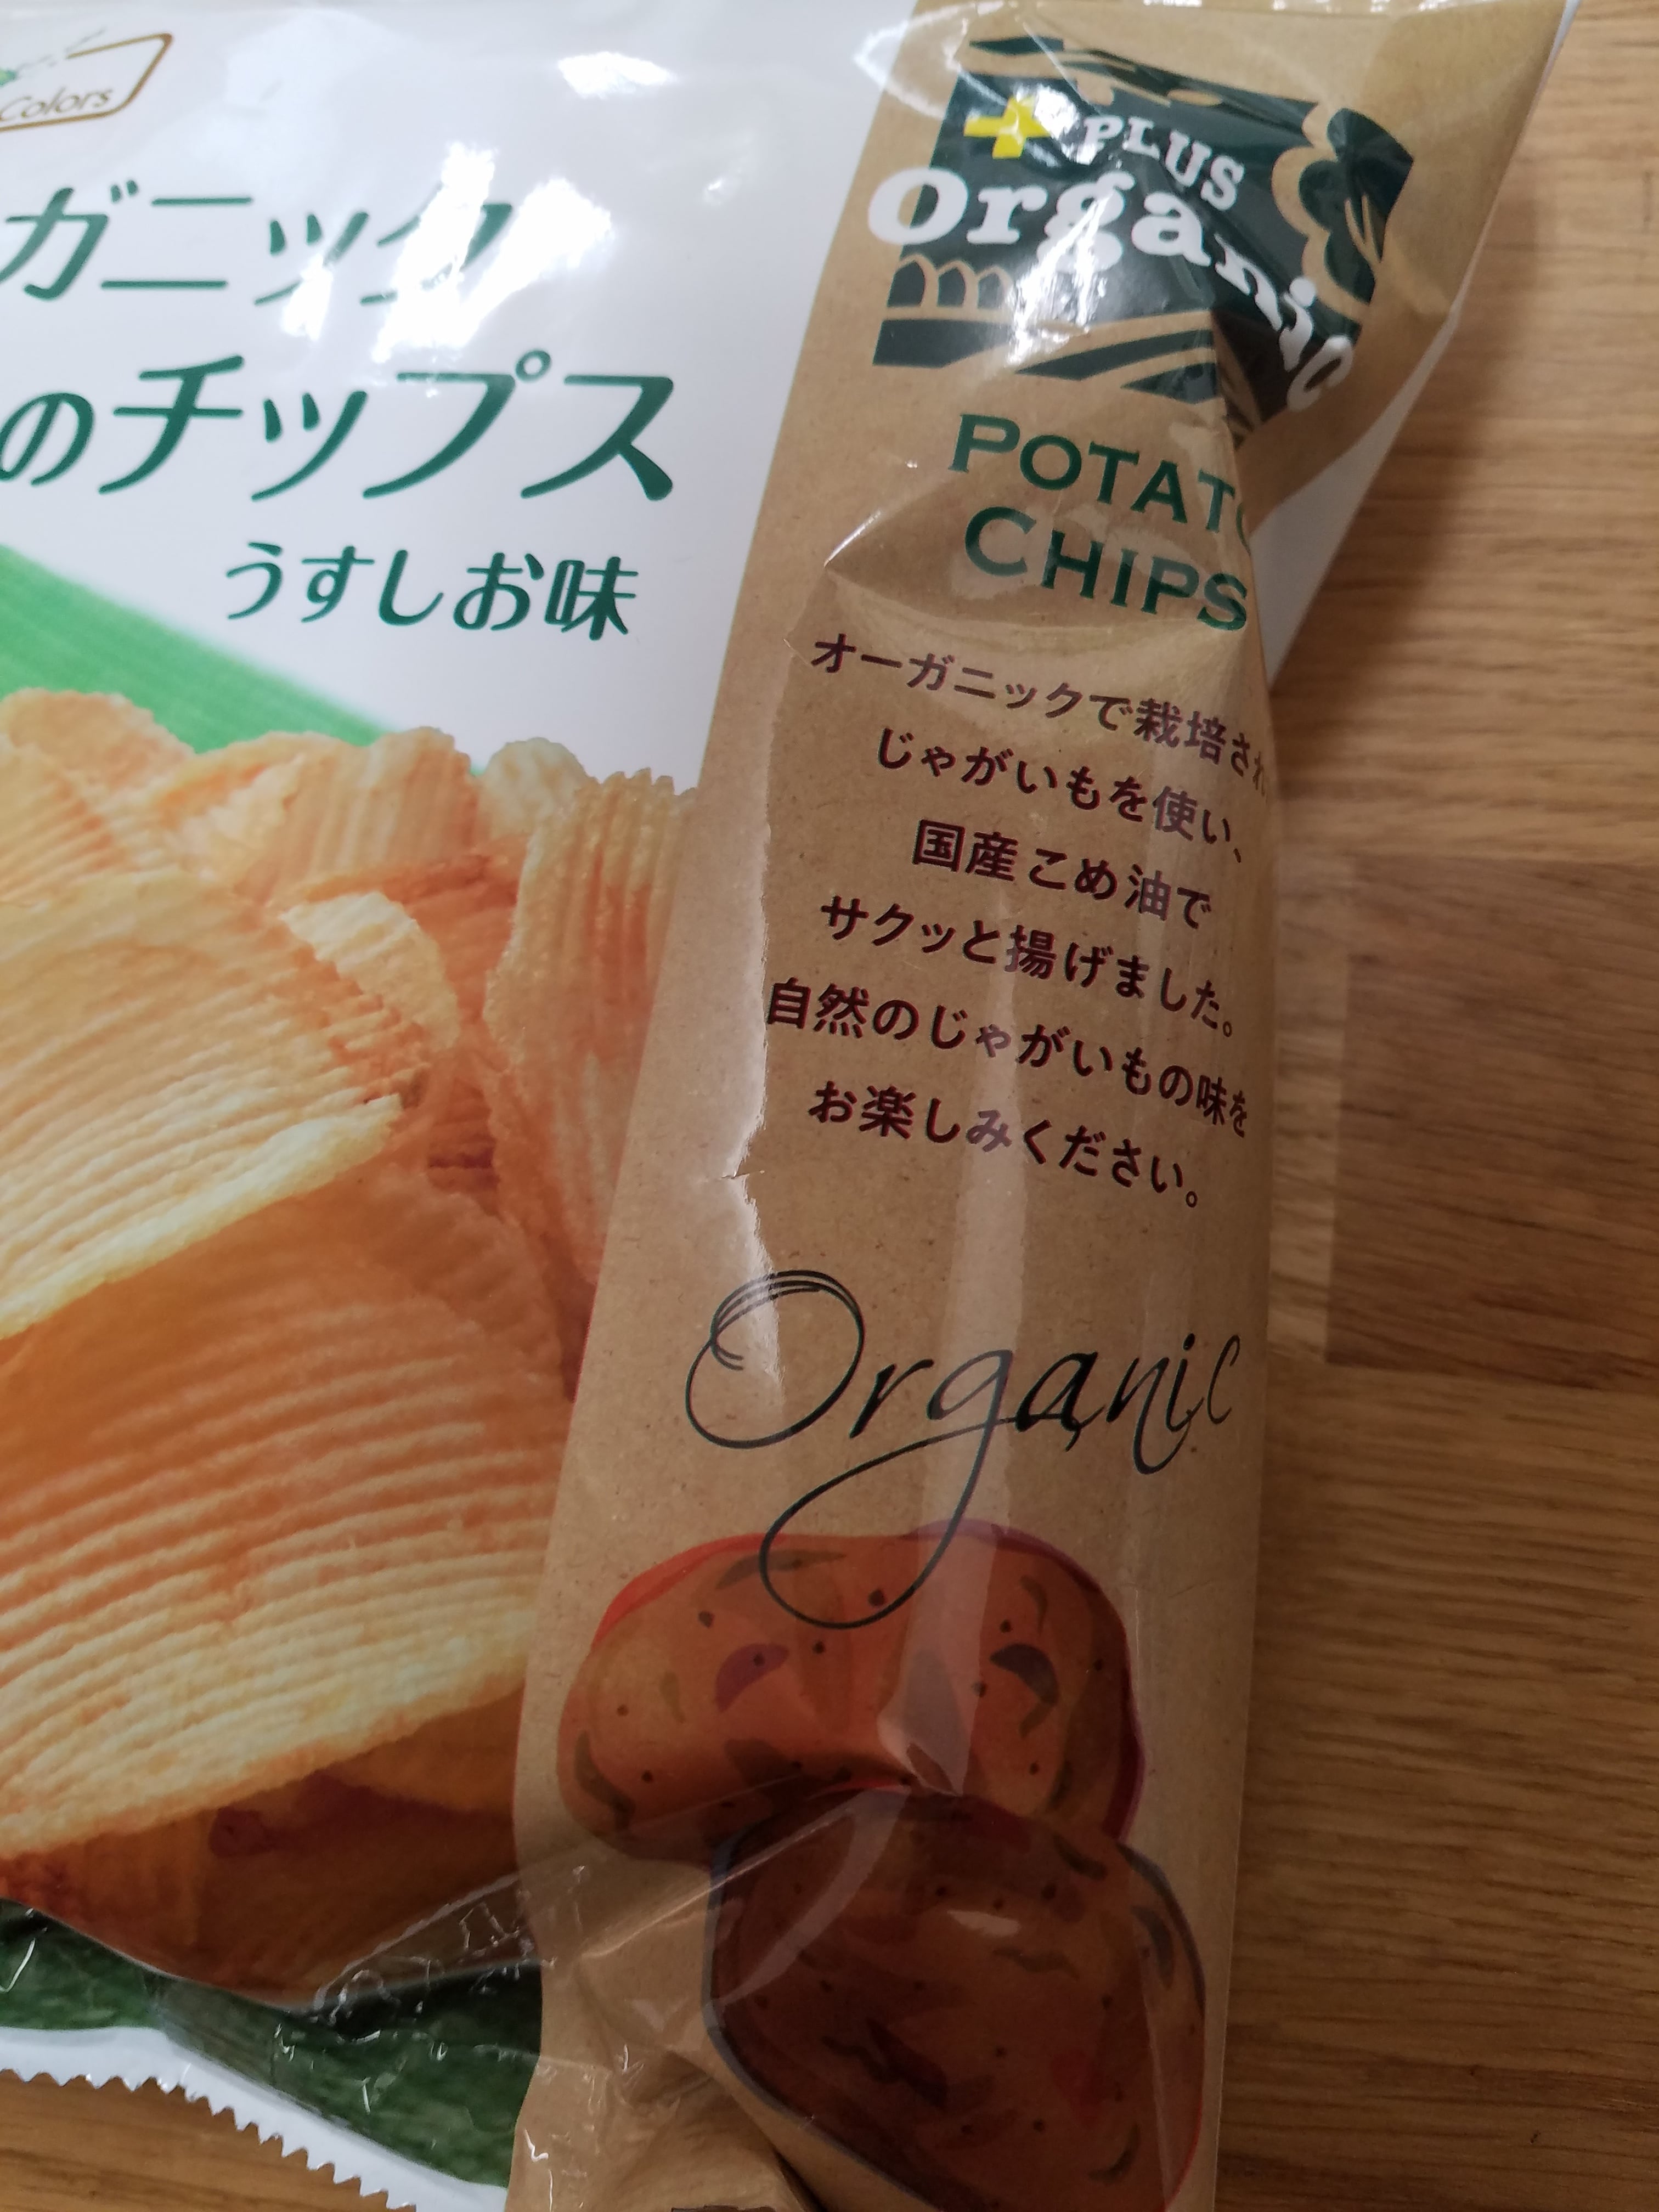 Colors
ガニック
のチップス
うすしお味
PLUS
Organic
POTATO
CHIPS
オーガニックで栽培され
じゃがいもを使い、
国産こめ油で
サクッと揚げました。
自然のじゃがいもの味を
お楽しみください。
Organic